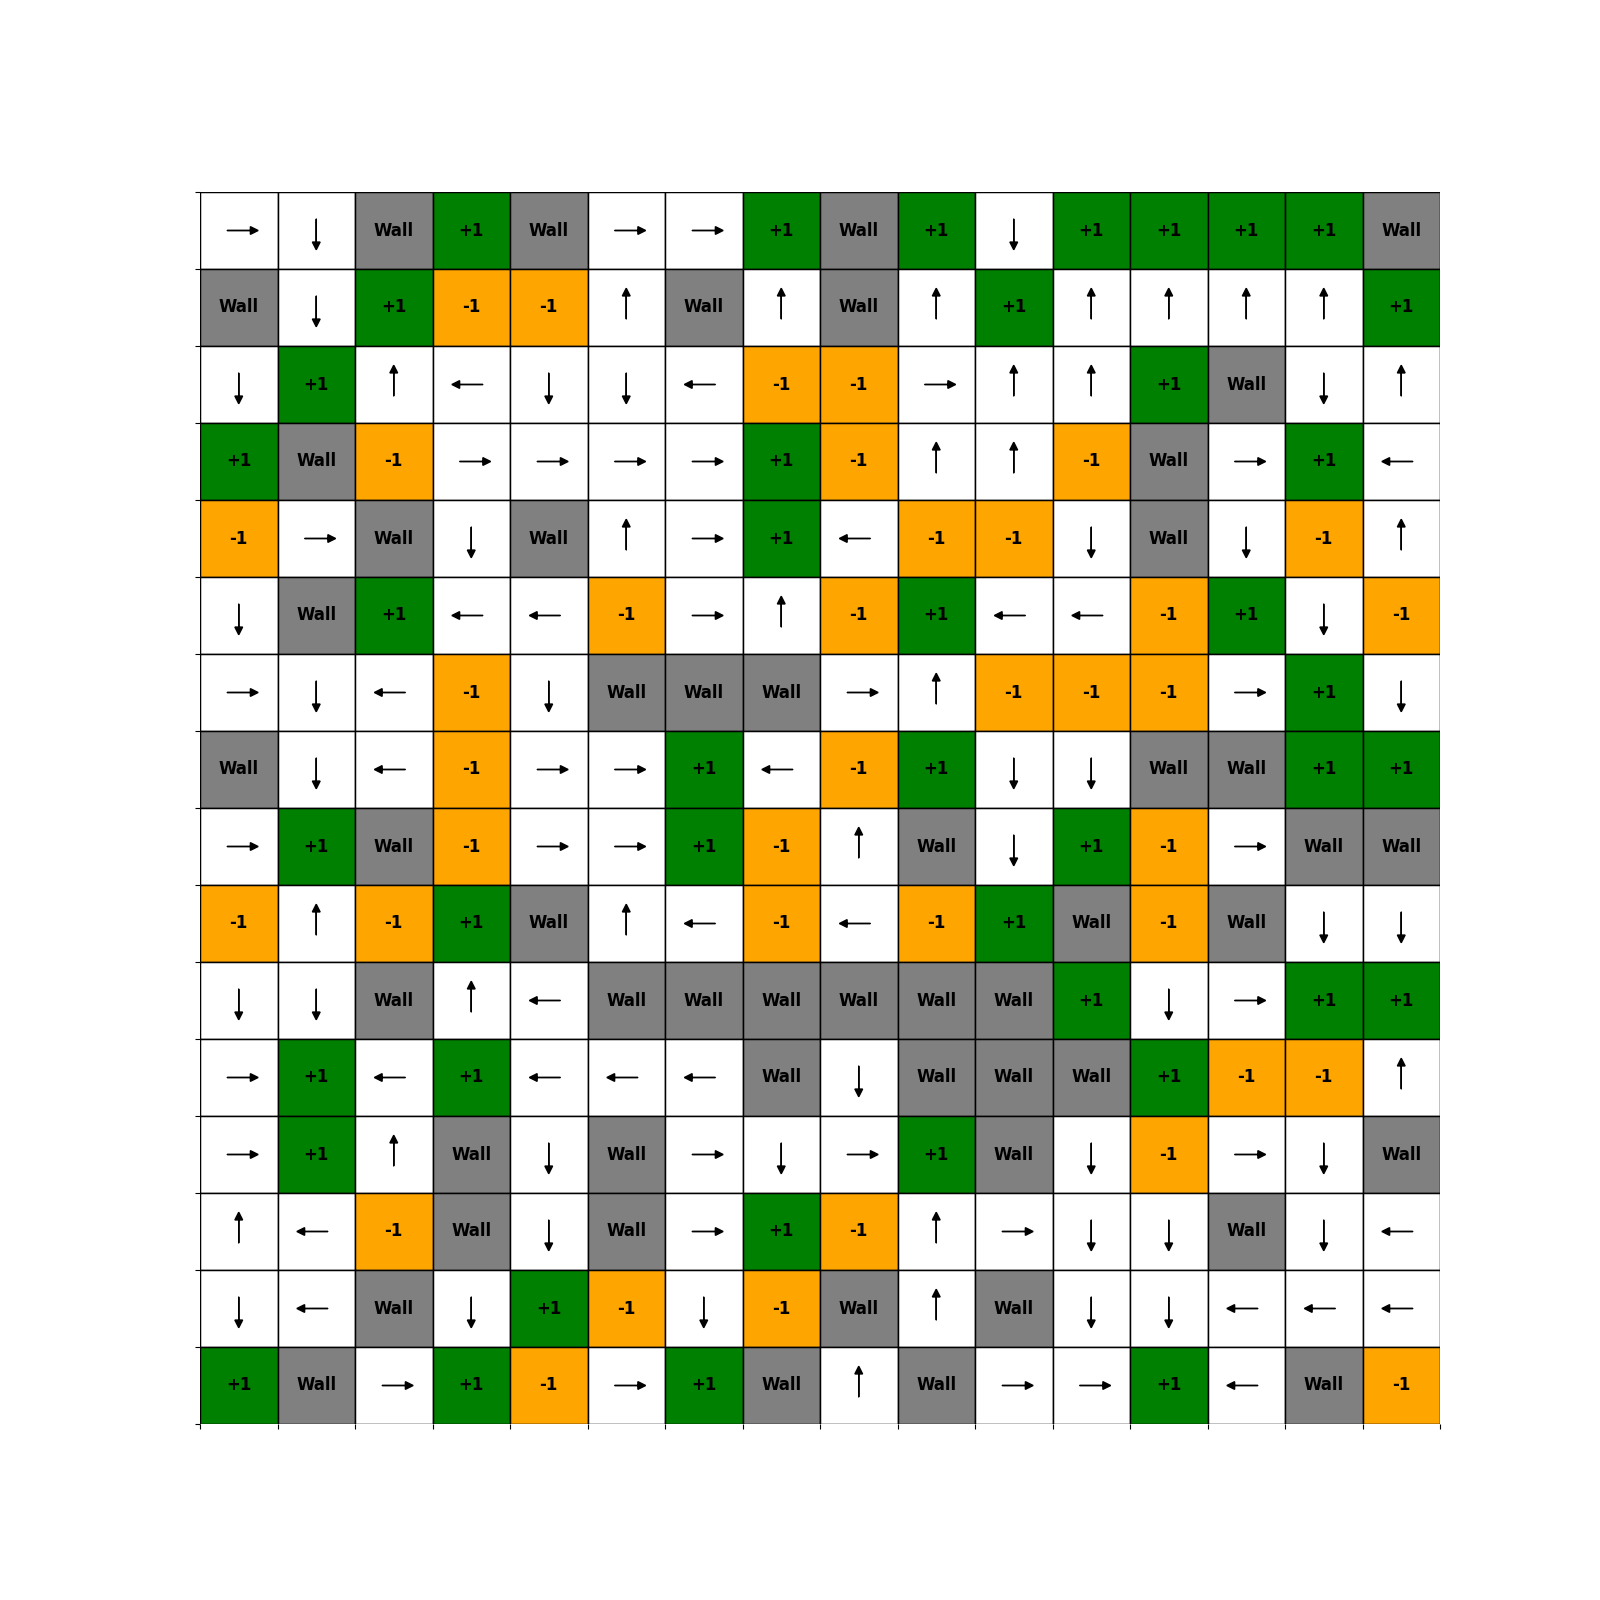 → ↓ Wall +1 Wall → → +1 Wall +1 ↓ +1 +1 +1 +1 Wall
Wall ↓ +1 -1 -1 ↑ Wall ↑ Wall ↑ +1 ↑ ↑ ↑ ↑ +1
↓ +1 ↑ ← ↓ ↓ ← -1 -1 → ↑ ↑ +1 Wall ↓ ↑
+1 Wall -1 → → → → +1 -1 ↑ ↑ -1 Wall → +1 ←
-1 → Wall ↓ Wall ↑ → +1 ← -1 -1 ↓ Wall ↓ -1 ↑
↓ Wall +1 ← ← -1 → ↑ -1 +1 ← ← -1 +1 ↓ -1
→ ↓ ← -1 ↓ Wall Wall Wall → ↑ -1 -1 -1 → +1 ↓
Wall ↓ ← -1 → → +1 ← -1 +1 ↓ ↓ Wall Wall +1 +1
→ +1 Wall -1 → → +1 -1 ↑ Wall ↓ +1 -1 → Wall Wall
-1 ↑ -1 +1 Wall ↑ ← -1 ← -1 +1 Wall -1 Wall ↓ ↓
↓ ↓ Wall ↑ ← Wall Wall Wall Wall Wall Wall +1 ↓ → +1 +1
→ +1 ← +1 ← ← ← Wall ↓ Wall Wall Wall +1 -1 -1 ↑
→ +1 ↑ Wall ↓ Wall → ↓ → +1 Wall ↓ -1 → ↓ Wall
↑ ← -1 Wall ↓ Wall → +1 -1 ↑ → ↓ ↓ Wall ↓ ←
↓ ← Wall ↓ +1 -1 ↓ -1 Wall ↑ Wall ↓ ↓ ← ← ←
+1 Wall → +1 -1 → +1 Wall ↑ Wall → → +1 ← Wall -1